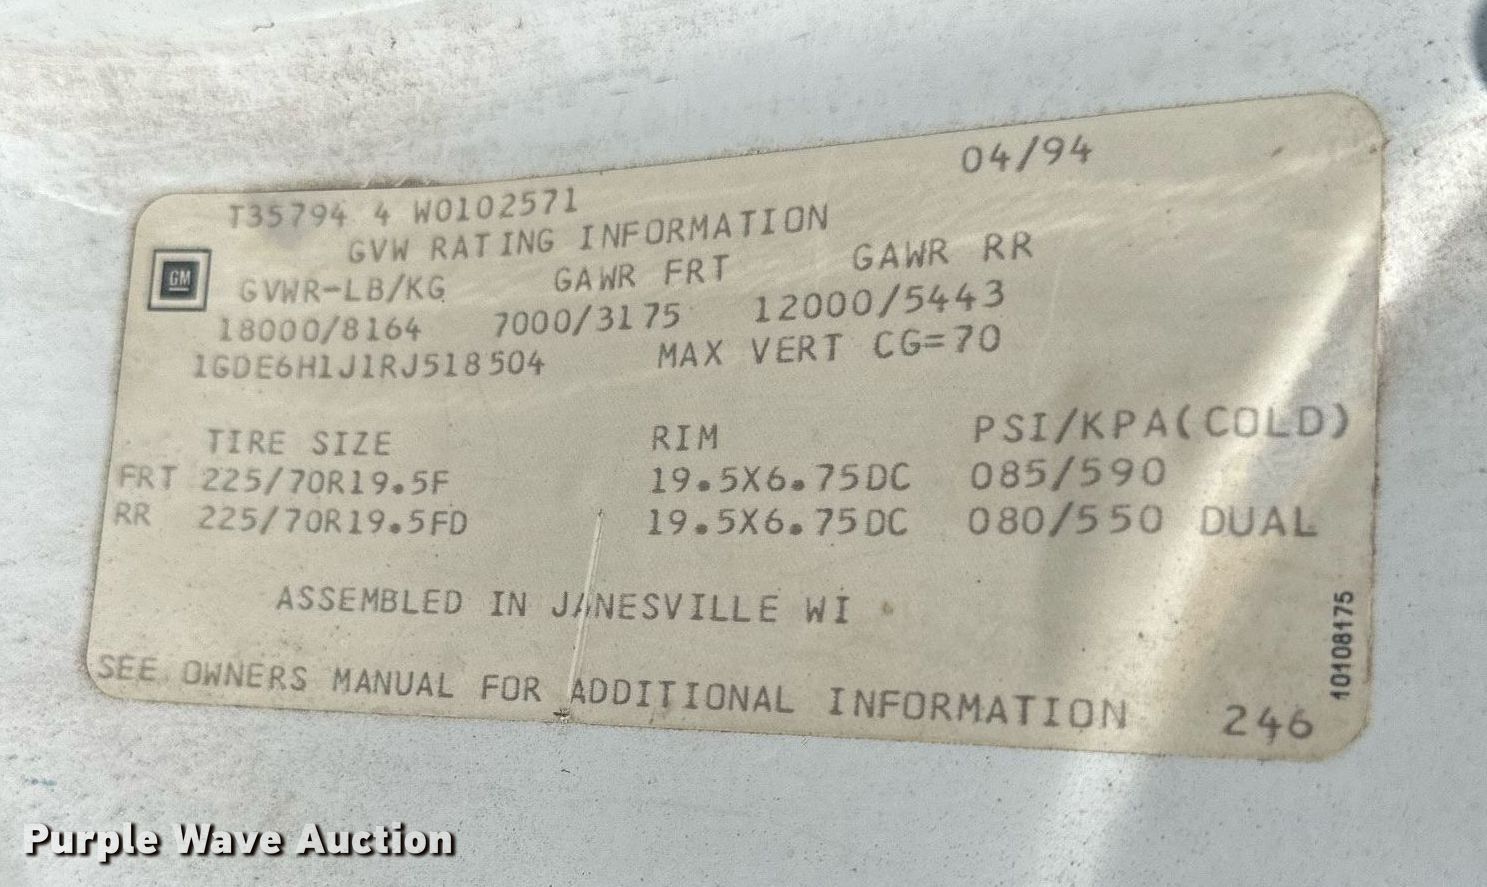 04/94
T35794 4 W0102571
GVW RATING INFORMATION
GM
GVWR-LB/KG GAWR FRT GAWR RR
18000/8164 7000/3175 12000/5443
1GDE6H1J1RJ518504 MAX VERT CG=70
TIRE SIZE RIM PSI/KPA(COLD)
FRT 225/70R19.5F 19.5X6.75DC 085/590
RR 225/70R19.5FD 19.5X6.75DC 080/550 DUAL
ASSEMBLED IN JANESVILLE WI
SEE OWNERS MANUAL FOR ADDITIONAL INFORMATION 246
10108175
Purple Wave Auction